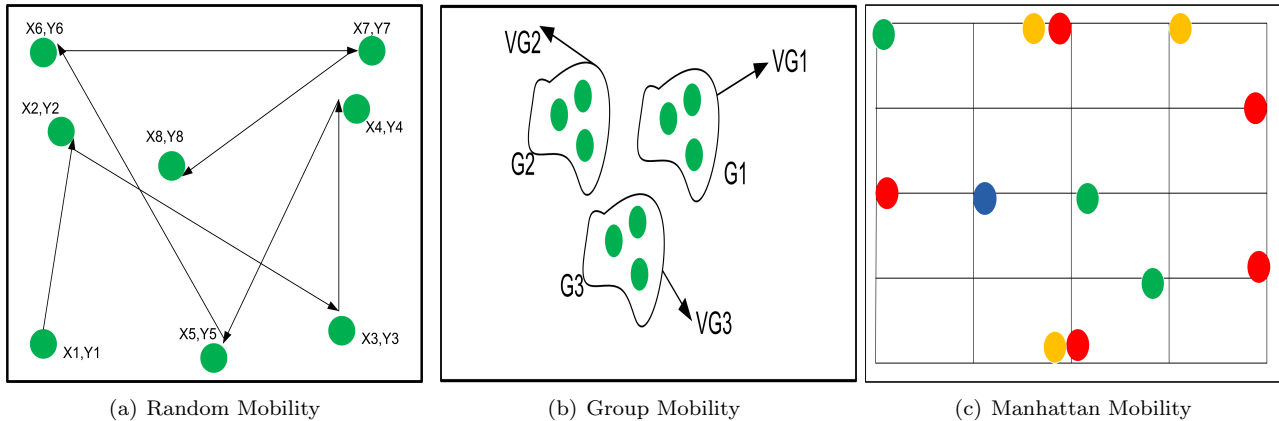 X6,Y6
X7,Y7
X2,Y2
X4,Y4
X8,Y8
X5,Y5
X3,Y3
X1,Y1
(a) Random Mobility
VG2
VG1
G2
G1
G3
VG3
(b) Group Mobility
(c) Manhattan Mobility